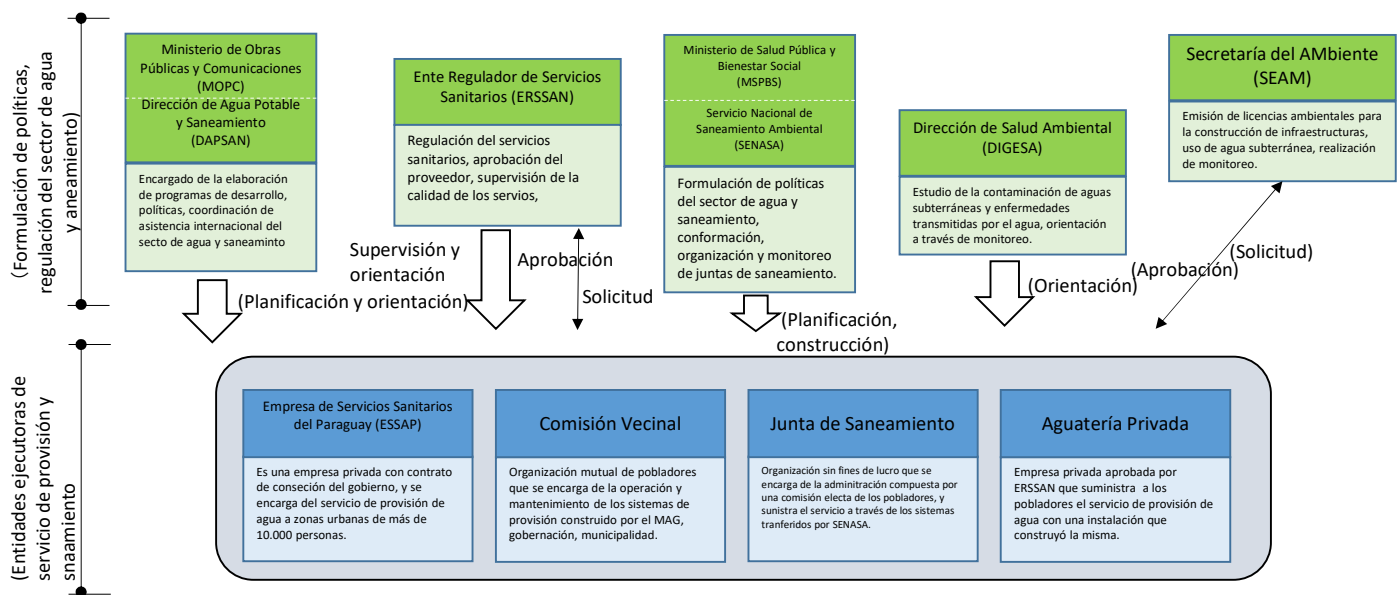 (Formulación de políticas,
regulación del sector de agua
y aneamiento)
Ministerio de Obras
Públicas y Comunicaciones
(MOPC)
Dirección de Agua Potable
y Saneamiento
(DAPSAN)
Encargado de la elaboración
de programas de desarrollo,
políticas, coordinación de
asistencia internacional del
secto de agua y saneaminto
Ente Regulador de Servicios
Sanitarios (ERSSAN)
Regulación del servicios
sanitarios, aprobación del
proveedor, supervisión de la
calidad de los servios,
Ministerio de Salud Pública y
Bienestar Social
(MSPBS)
Servicio Nacional de
Saneamiento Ambiental
(SENASA)
Formulación de políticas
del sector de agua y
saneamiento,
conformación,
organización y monitoreo
de juntas de saneamiento.
Dirección de Salud Ambiental
(DIGESA)
Estudio de la contaminación de aguas
subterráneas y enfermedades
transmitidas por el agua, orientación
a través de monitoreo.
Secretaría del AMbiente
(SEAM)
Emisión de licencias ambientales para
la construcción de infraestructuras,
uso de agua subterránea, realización
de monitoreo.
(Planificación y orientación)
Supervisión y
orientación
Aprobación
Solicitud
(Planificación,
construcción)
(Orientación)
(Aprobación)
(Solicitud)
(Entidades ejecutoras de
servicio de provisión y
snaamiento
Empresa de Servicios Sanitarios
del Paraguay (ESSAP)
Es una empresa privada con contrato
de conseción del gobierno, y se
encarga del servicio de provisión de
agua a zonas urbanas de más de
10.000 personas.
Comisión Vecinal
Organización mutual de pobladores
que se encarga de la operación y
mantenimiento de los sistemas de
provisión construido por el MAG,
gobernación, municipalidad.
Junta de Saneamiento
Organización sin fines de lucro que se
encarga de la adminitración compuesta por
una comisión electa de los pobladores, y
sunistra el servicio a través de los sistemas
tranferidos por SENASA.
Aguatería Privada
Empresa privada aprobada por
ERSSAN que suministra a los
pobladores el servicio de provisión de
agua con una instalación que
construyó la misma.